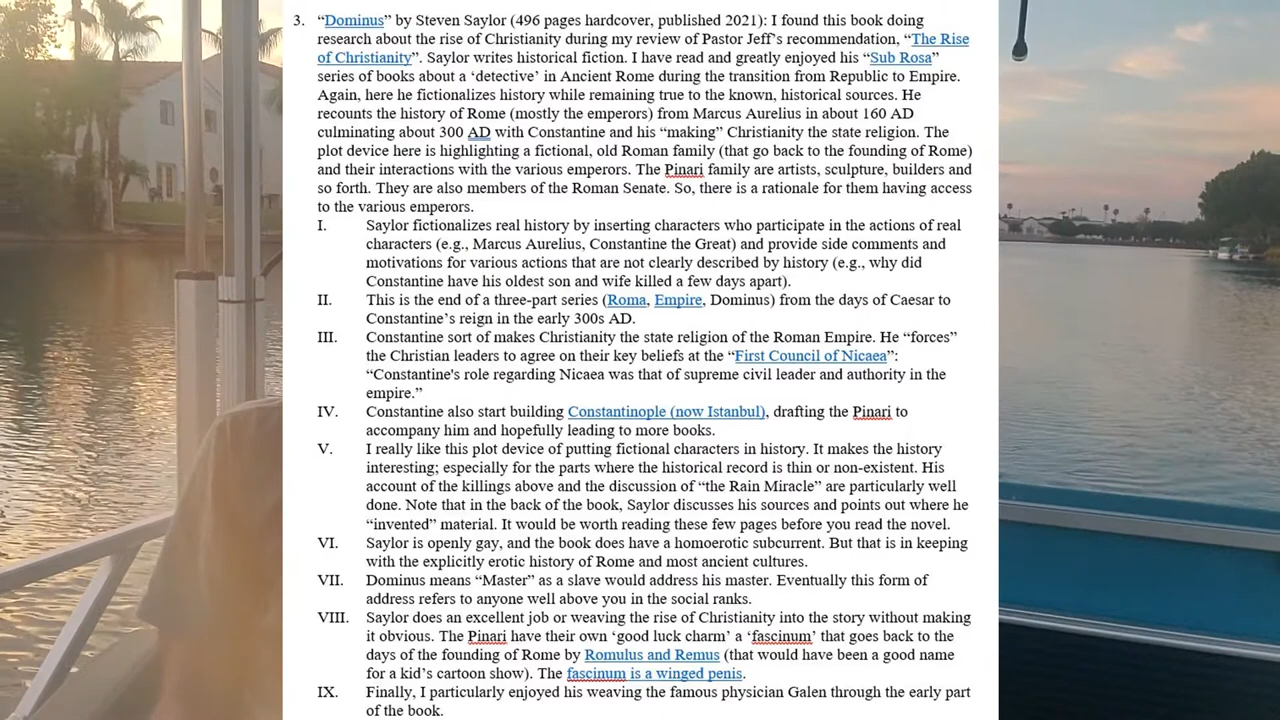 3. “Dominus” by Steven Saylor (496 pages hardcover, published 2021): I found this book doing
research about the rise of Christianity during my review of Pastor Jeff’s recommendation, “The Rise
of Christianity”. Saylor writes historical fiction. I have read and greatly enjoyed his “Sub Rosa”
series of books about a ‘detective’ in Ancient Rome during the transition from Republic to Empire.
Again, here he fictionalizes history while remaining true to the known, historical sources. He
recounts the history of Rome (mostly the emperors) from Marcus Aurelius in about 160 AD
culminating about 300 AD with Constantine and his “making” Christianity the state religion. The
plot device here is highlighting a fictional, old Roman family (that go back to the founding of Rome)
and their interactions with the various emperors. The Pinari family are artists, sculpture, builders and
so forth. They are also members of the Roman Senate. So, there is a rationale for them having access
to the various emperors.
I. Saylor fictionalizes real history by inserting characters who participate in the actions of real
characters (e.g., Marcus Aurelius, Constantine the Great) and provide side comments and
motivations for various actions that are not clearly described by history (e.g., why did
Constantine have his oldest son and wife killed a few days apart).
II. This is the end of a three-part series (Roma, Empire, Dominus) from the days of Caesar to
Constantine’s reign in the early 300s AD.
III. Constantine sort of makes Christianity the state religion of the Roman Empire. He “forces”
the Christian leaders to agree on their key beliefs at the “First Council of Nicaea”:
“Constantine's role regarding Nicaea was that of supreme civil leader and authority in the
empire.”
IV. Constantine also start building Constantinople (now Istanbul), drafting the Pinari to
accompany him and hopefully leading to more books.
V. I really like this plot device of putting fictional characters in history. It makes the history
interesting; especially for the parts where the historical record is thin or non-existent. His
account of the killings above and the discussion of “the Rain Miracle” are particularly well
done. Note that in the back of the book, Saylor discusses his sources and points out where he
“invented” material. It would be worth reading these few pages before you read the novel.
VI. Saylor is openly gay, and the book does have a homoerotic subcurrent. But that is in keeping
with the explicitly erotic history of Rome and most ancient cultures.
VII. Dominus means “Master” as a slave would address his master. Eventually this form of
address refers to anyone well above you in the social ranks.
VIII. Saylor does an excellent job or weaving the rise of Christianity into the story without making
it obvious. The Pinari have their own ‘good luck charm’ a ‘fascinum’ that goes back to the
days of the founding of Rome by Romulus and Remus (that would have been a good name
for a kid’s cartoon show). The fascinum is a winged penis.
IX. Finally, I particularly enjoyed his weaving the famous physician Galen through the early part
of the book.